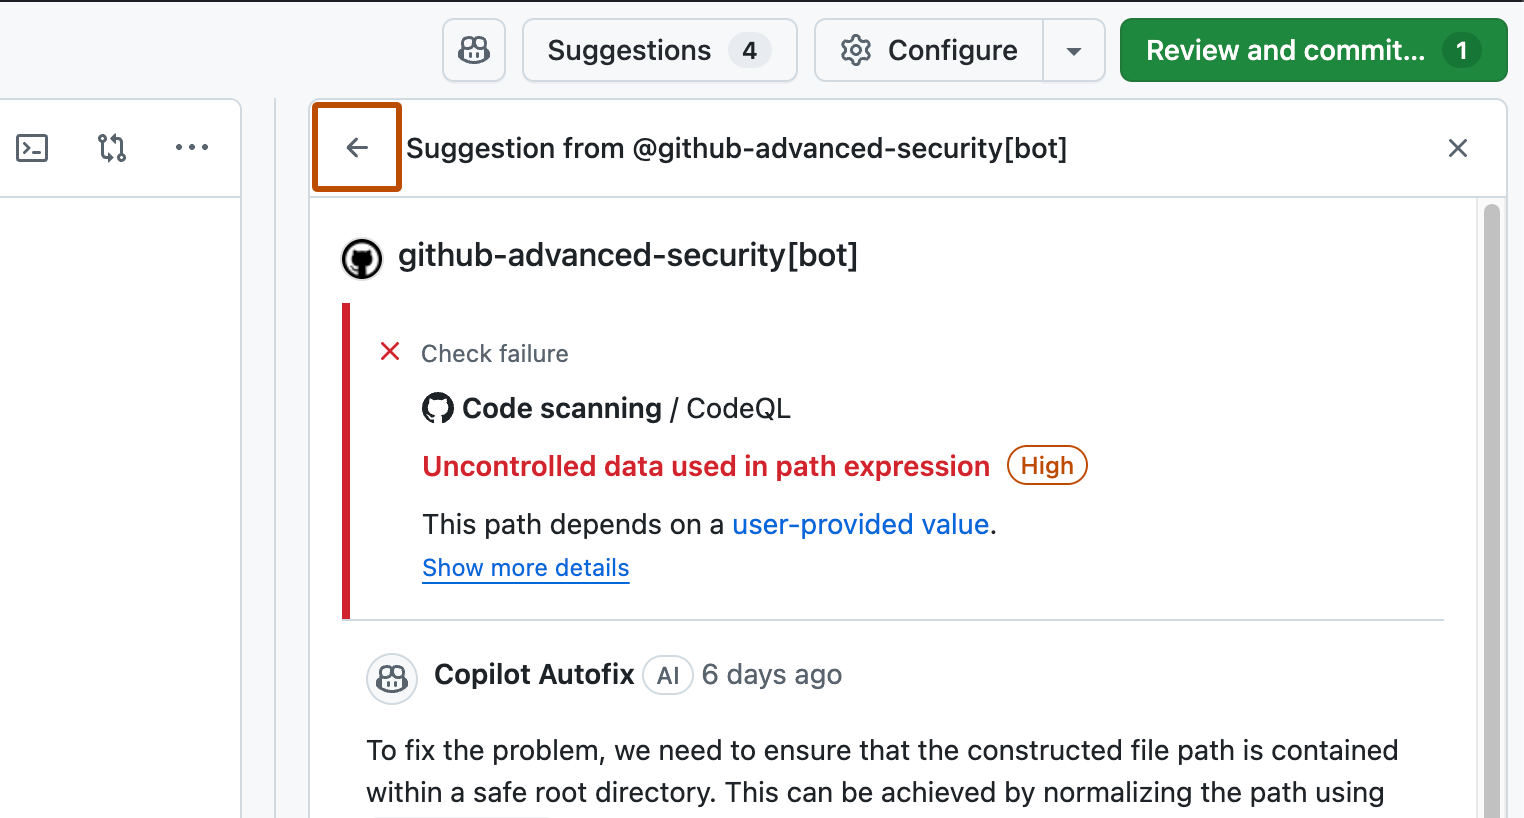 Suggestions 4
Configure
Review and commit... 1
Suggestion from @github-advanced-security[bot]
github-advanced-security[bot]
Check failure
Code scanning / CodeQL
Uncontrolled data used in path expression High
This path depends on a user-provided value.
Show more details
Copilot Autofix AI 6 days ago
To fix the problem, we need to ensure that the constructed file path is contained
within a safe root directory. This can be achieved by normalizing the path using